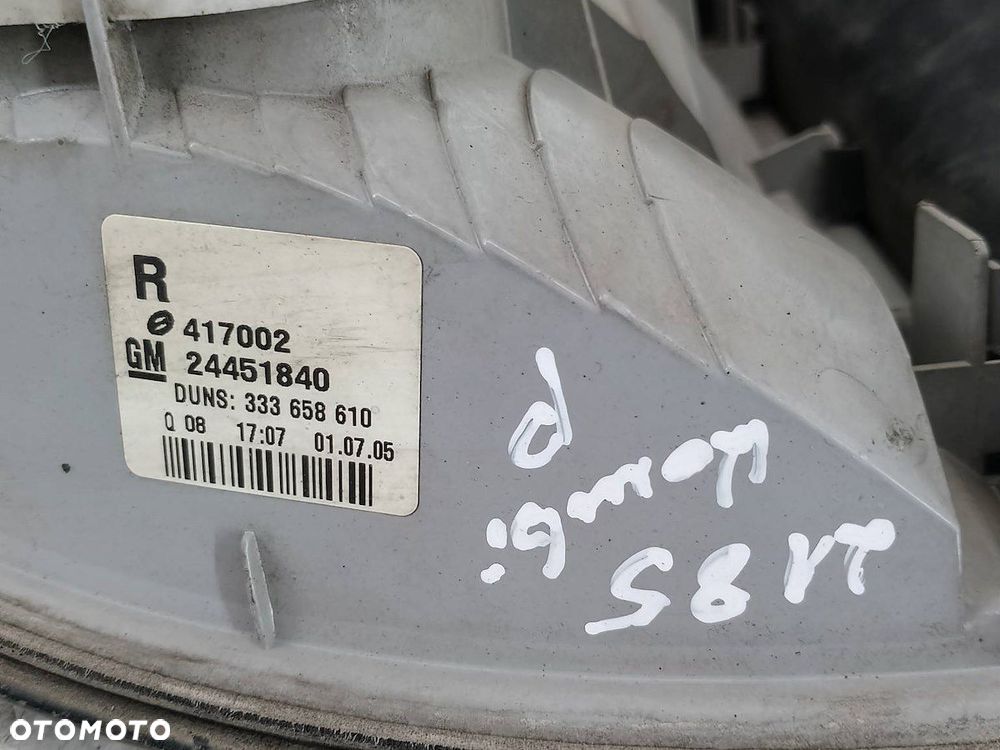 R
417002
GM 24451840
DUNS: 333 658 610
Q 08 17:07 01.07.05
OTOMOTO